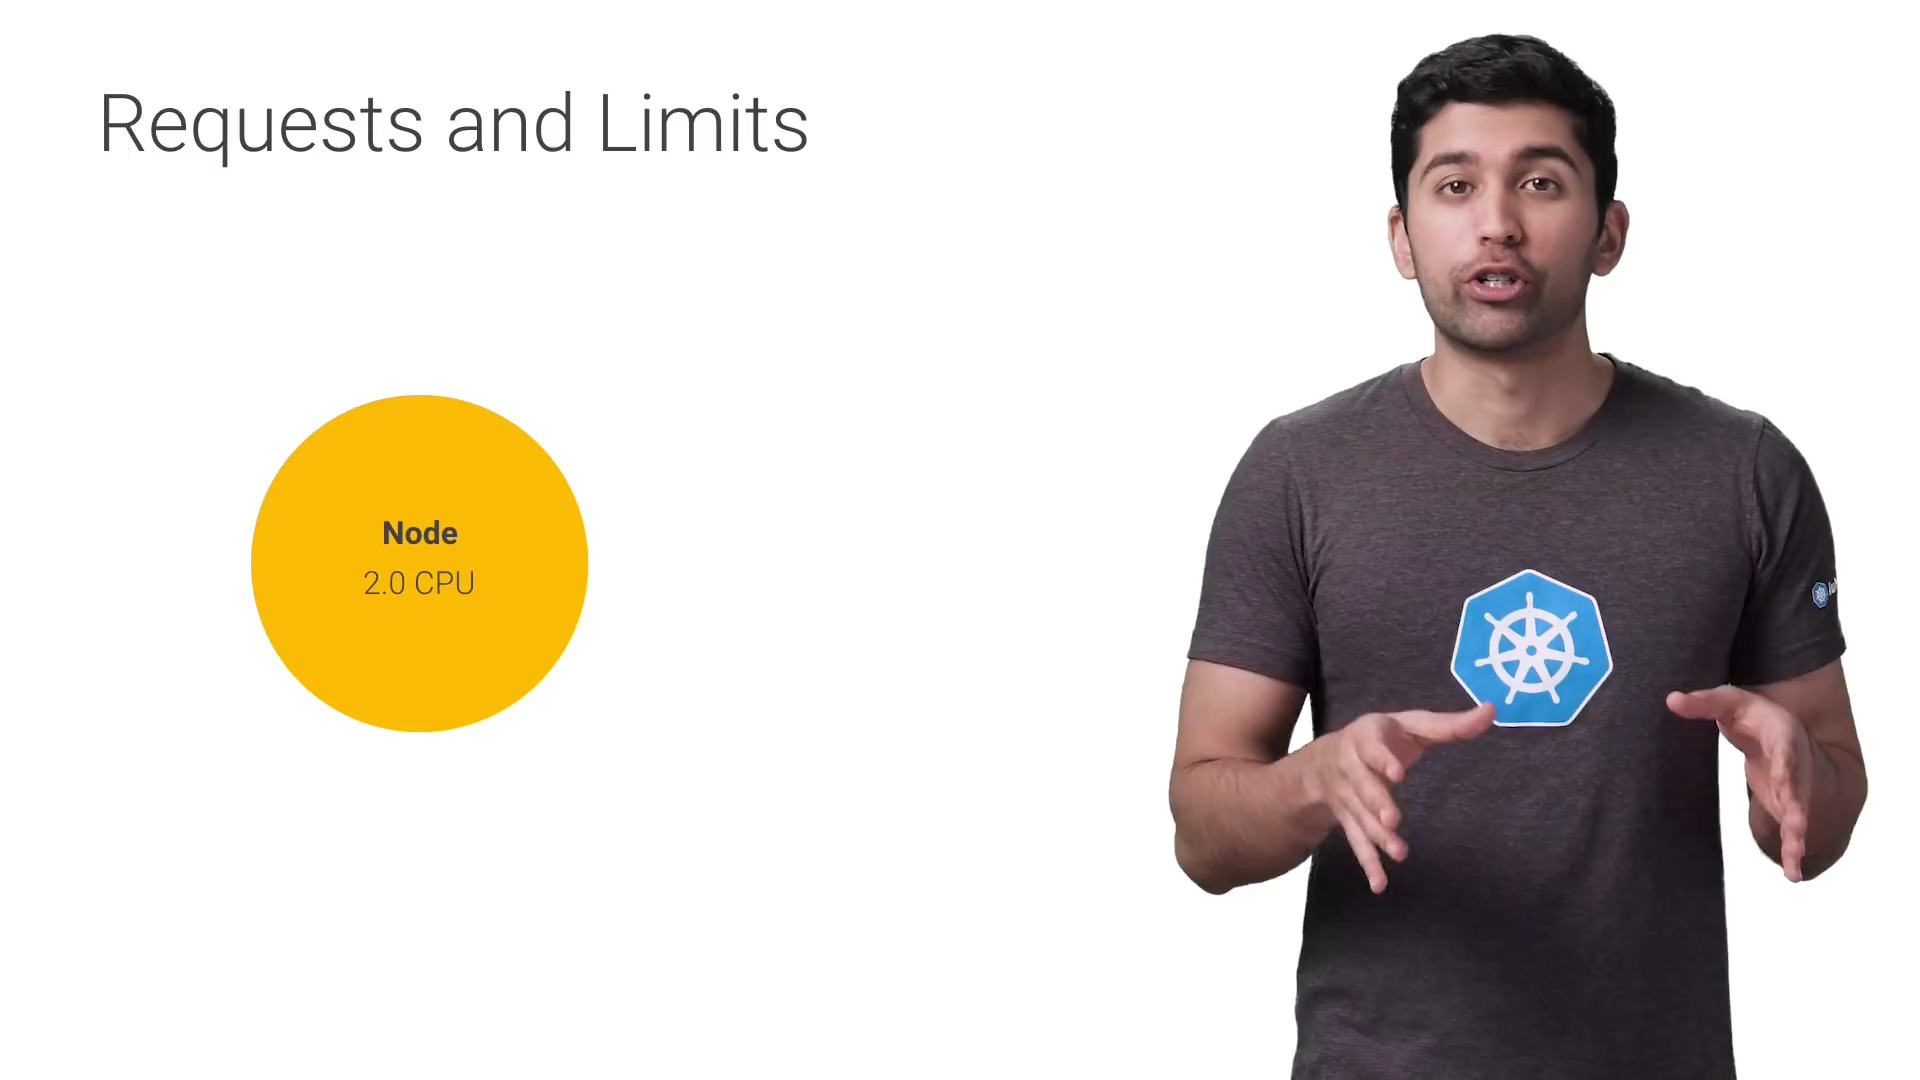 Requests and Limits
Node
2.0 CPU